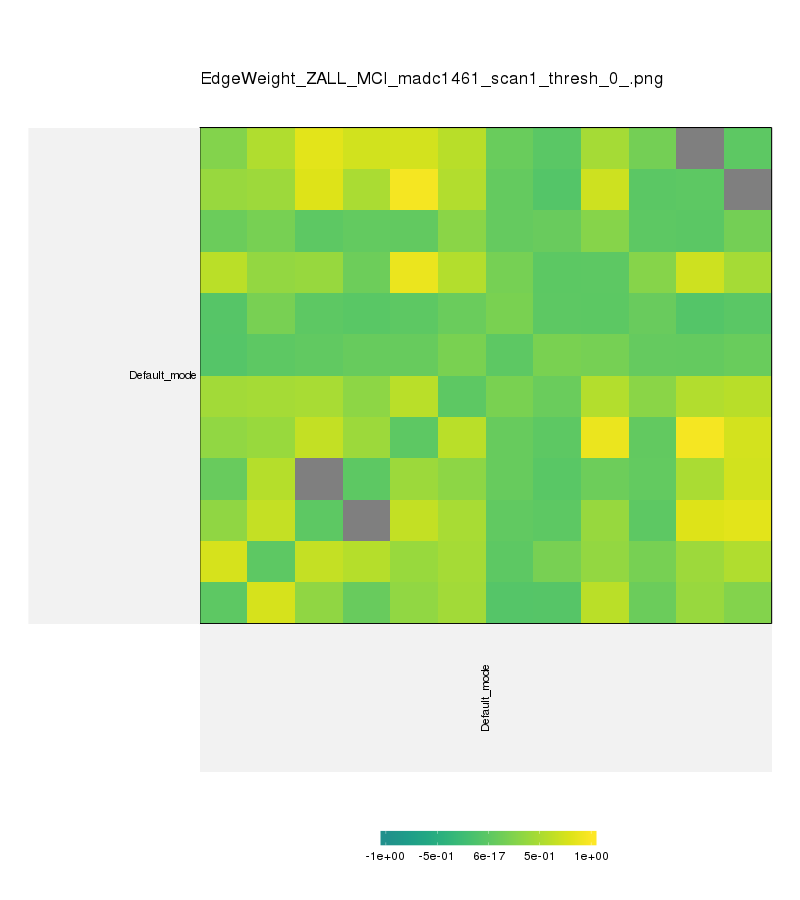 EdgeWeight_ZALL_MCI_madc1461_scan1_thresh_0_.png
Default_mode
Default_mode
-1e+00 -5e-01 6e-17 5e-01 1e+00